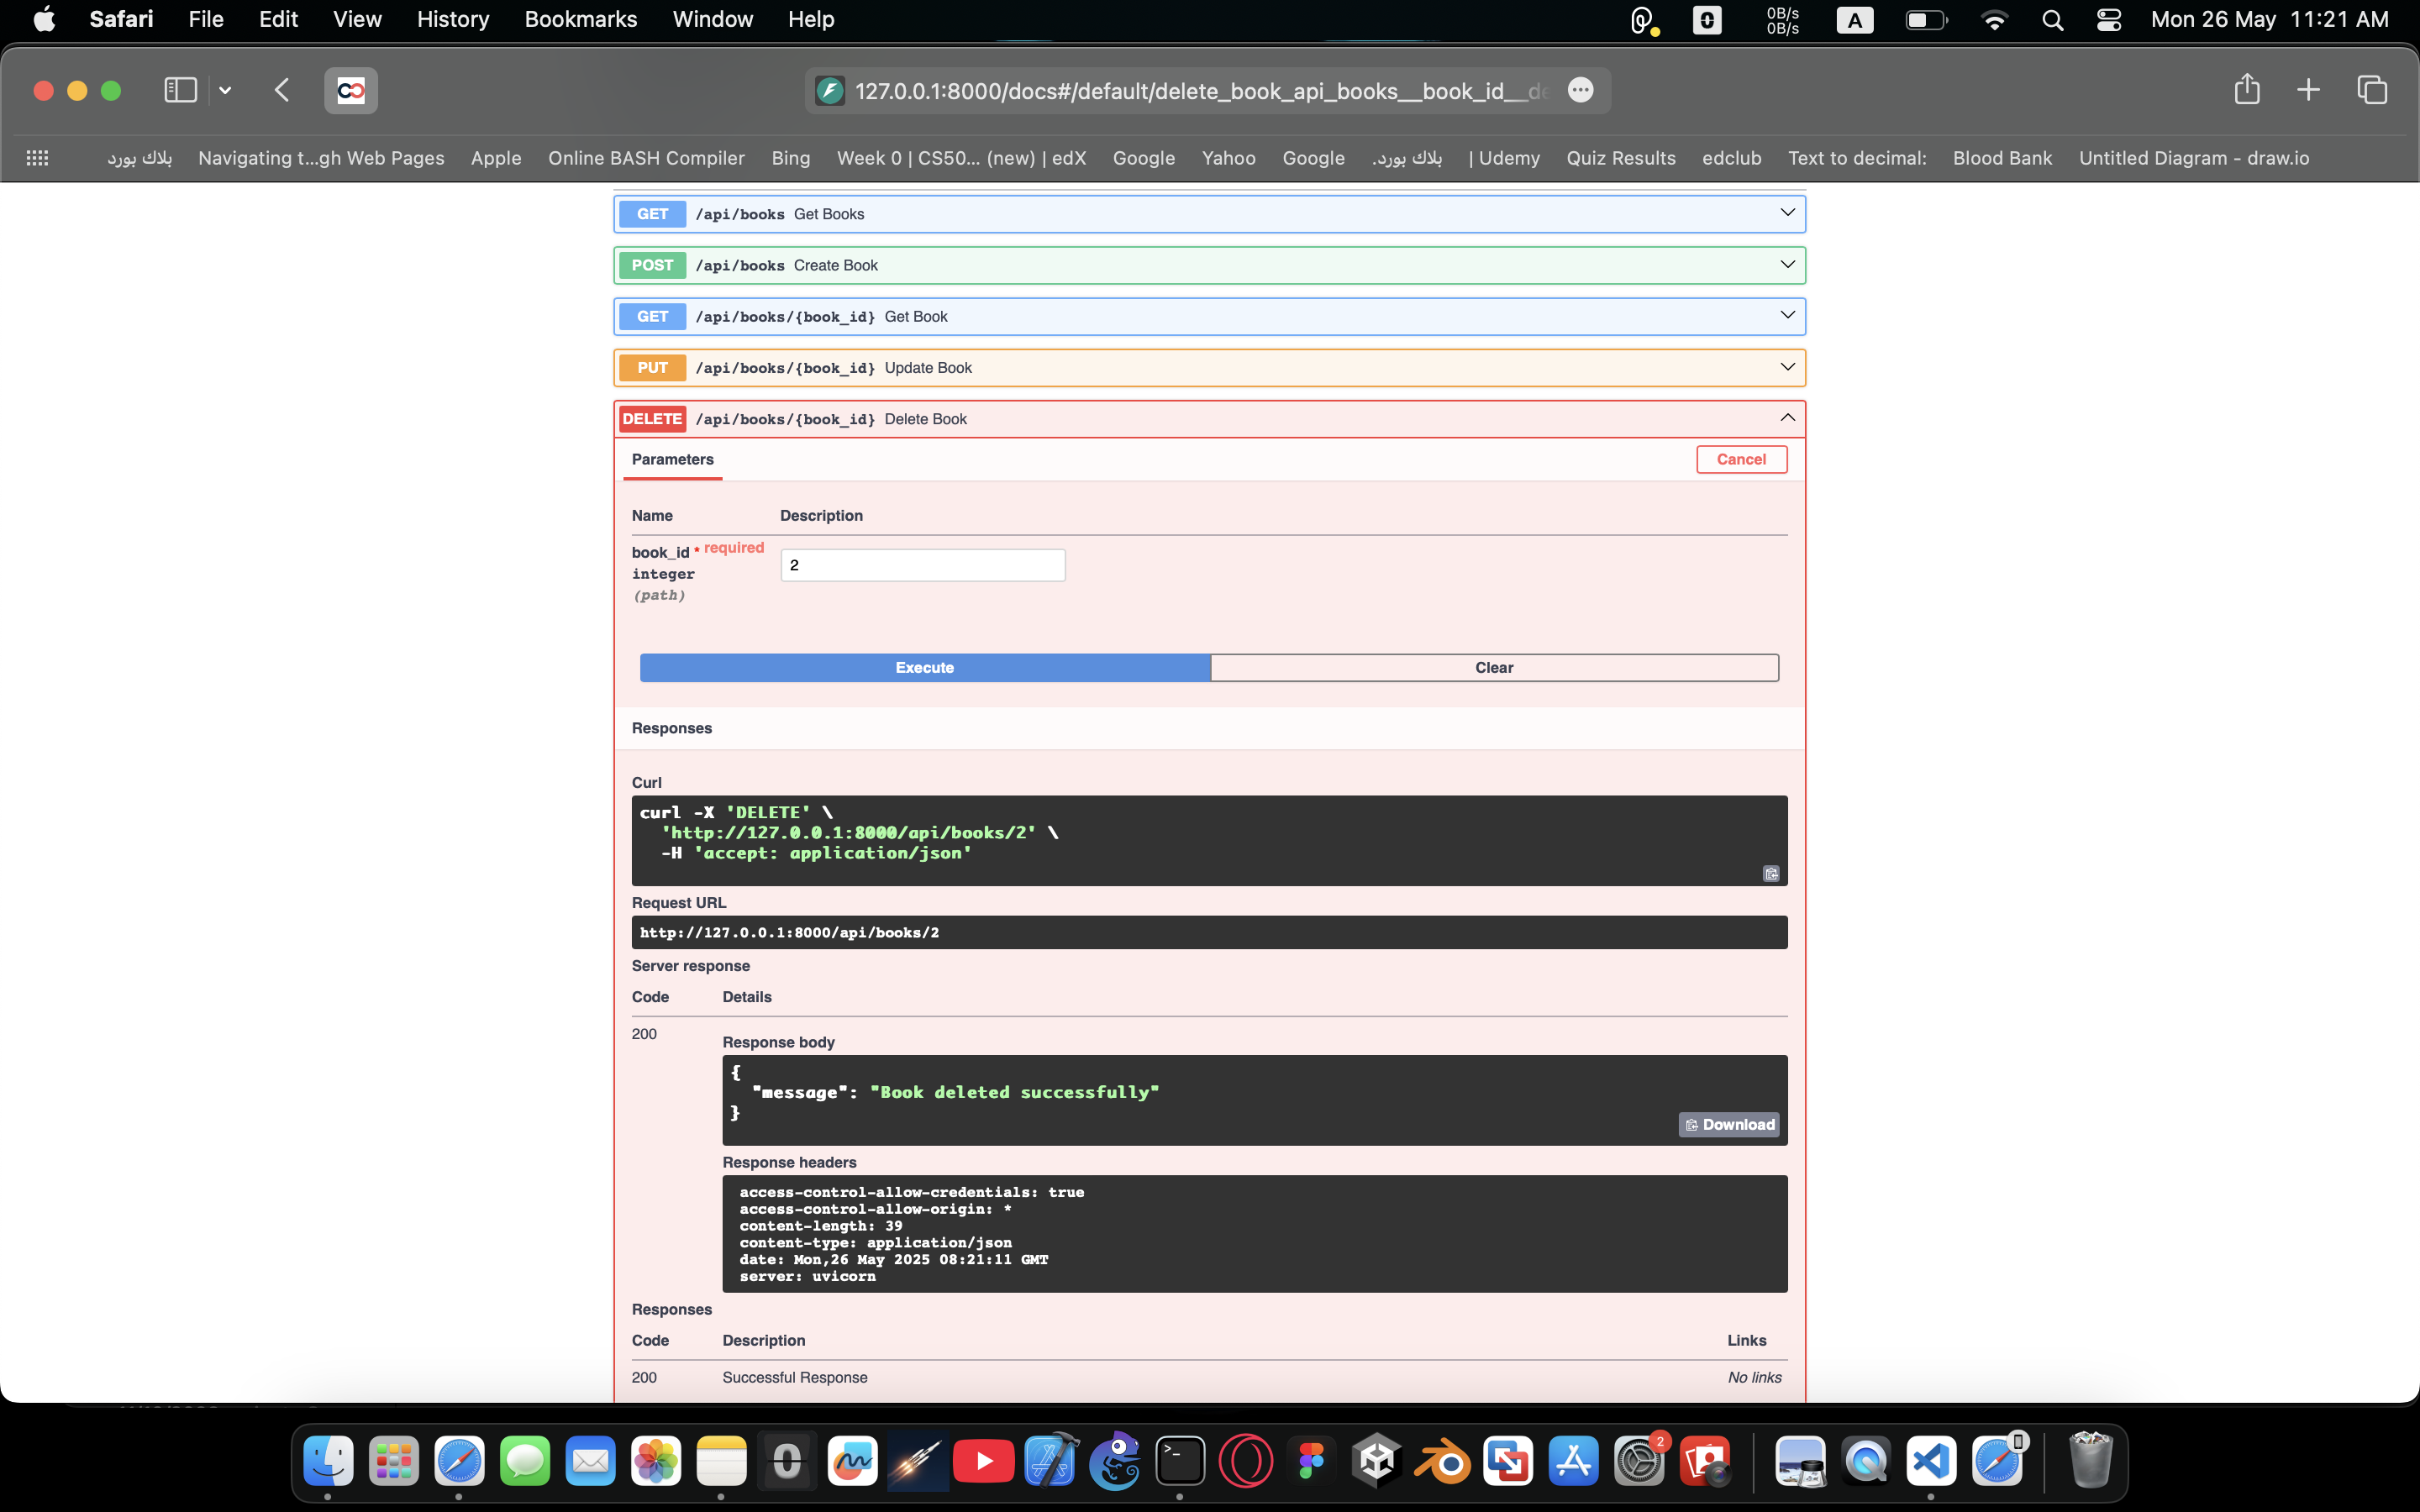 Safari File Edit View History Bookmarks Window Help 0B/s 0B/s A Mon 26 May 11:21 AM
127.0.0.1:8000/docs#/default/delete_book_api_books__book_id__de
بلاك بورد Navigating t...gh Web Pages Apple Online BASH Compiler Bing Week 0 | CS50... (new) | edX Google Yahoo Google بلاك بورد. | Udemy Quiz Results edclub Text to decimal: Blood Bank Untitled Diagram - draw.io
GET /api/books Get Books
POST /api/books Create Book
GET /api/books/{book_id} Get Book
PUT /api/books/{book_id} Update Book
DELETE /api/books/{book_id} Delete Book
Parameters Cancel
Name Description
book_id * required
integer
(path)
2
Execute Clear
Responses
Curl
curl -X 'DELETE' \
'http://127.0.0.1:8000/api/books/2' \
-H 'accept: application/json'
Request URL
http://127.0.0.1:8000/api/books/2
Server response
Code Details
200
Response body
{
"message": "Book deleted successfully"
}
Download
Response headers
access-control-allow-credentials: true
access-control-allow-origin: *
content-length: 39
content-type: application/json
date: Mon,26 May 2025 08:21:11 GMT
server: uvicorn
Responses
Code Description Links
200 Successful Response No links
2